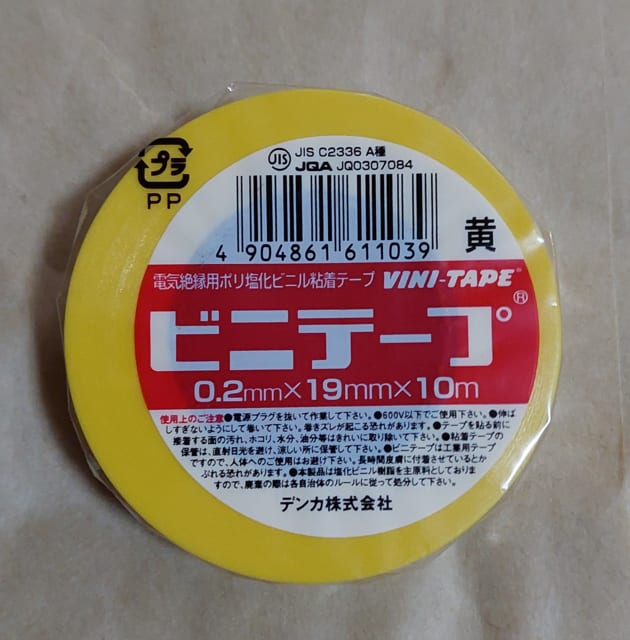 JIS JIS C2336 A種
JQA JQ0307084
プラ
PP
4 904861 611039
黄
電気絶縁用ポリ塩化ビニル粘着テープ VINI-TAPE®
ビニテープ®
0.2mm×19mm×10m
使用上のご注意●電源プラグを抜いて作業して下さい。●600V以下でご使用下さい。●伸ば
しすぎないようにして巻いて下さい。巻きズレが起こる恐れがあります。●テープを貼る前に
接着する面の汚れ、ホコリ、水分、油分等はきれいに取り除いて下さい。●粘着テープの
保管は、直射日光を避け、涼しい所に保管して下さい。●ビニテープは工業用テープ
ですので、人体へのご使用はお避け下さい。長時間皮膚に付着させているとか
ぶれる恐れがあります。●本製品は塩化ビニル樹脂を主原料としておりま
すので、廃棄の際は各自治体のルールに従って処分して下さい。
デンカ株式会社